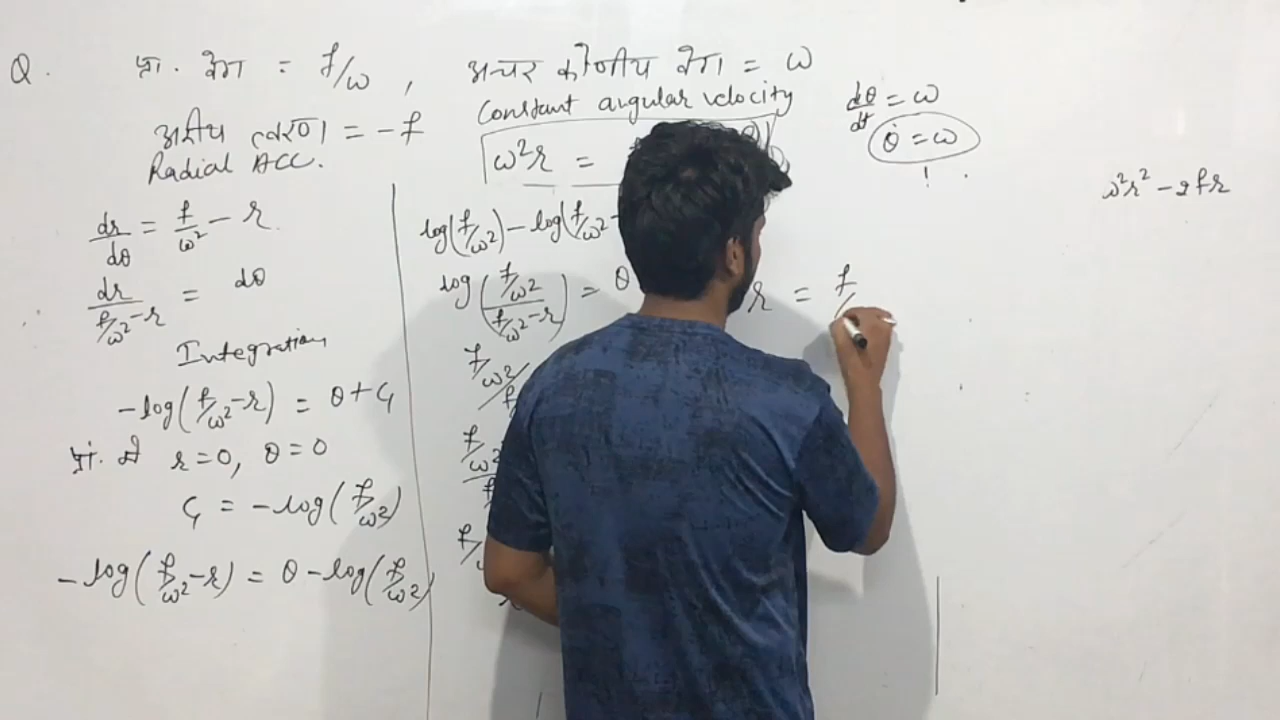 Q. प्रा. वेग = f/ω , अचर कोणीय वेग = ω
Constant angular velocity
अरीय त्वरण = -f
Radial ACC.
ω²r =
dθ/dt = ω
θ = ω
ω²r² - 2fr
dr/dθ = f/ω² - r
dr/(f/ω² - r) = dθ
Integration
-log(f/ω² - r) = θ + C₁
प्रा. में r=0, θ=0
C₁ = -log(f/ω²)
-log(f/ω² - r) = θ - log(f/ω²)
log(f/ω²) - log(f/ω² -
log((f/ω²)/(f/ω² - r)) = θ
f/ω²
f/ω²
r = f/